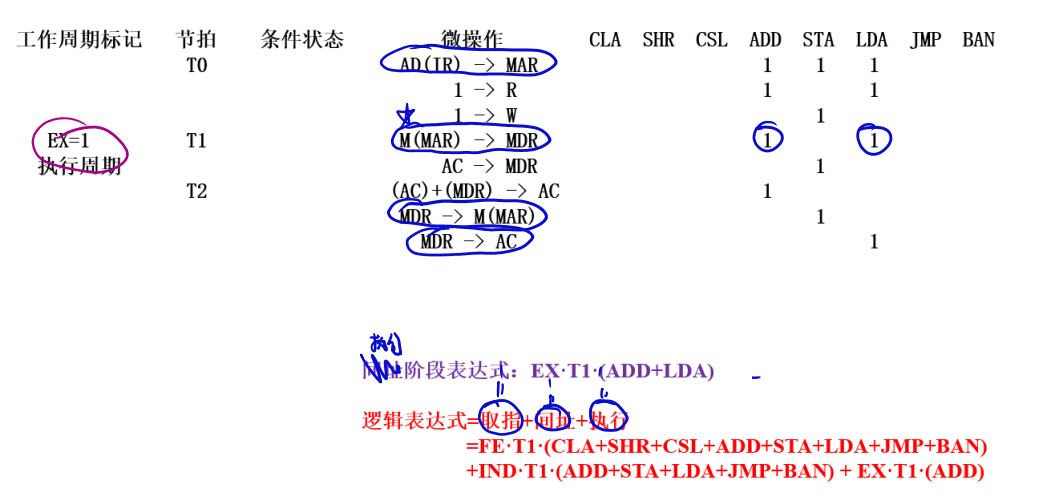 工作周期标记 节拍 条件状态 微操作 CLA SHR CSL ADD STA LDA JMP BAN
T0 AD(IR) -> MAR 1 1 1
1 -> R 1 1
1 -> W 1
EX=1 T1 M(MAR) -> MDR 1 1
执行周期 AC -> MDR 1
T2 (AC)+(MDR) -> AC 1
MDR -> M(MAR) 1
MDR -> AC 1
执行
间址阶段表达式：EX·T1·(ADD+LDA)
逻辑表达式=取指+间址+执行
=FE·T1·(CLA+SHR+CSL+ADD+STA+LDA+JMP+BAN)
+IND·T1·(ADD+STA+LDA+JMP+BAN) + EX·T1·(ADD)